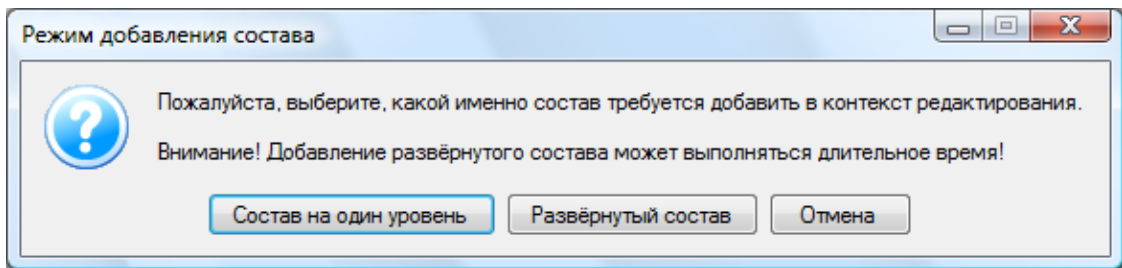 Режим добавления состава
Пожалуйста, выберите, какой именно состав требуется добавить в контекст редактирования.
Внимание! Добавление развёрнутого состава может выполняться длительное время!
Состав на один уровень Развёрнутый состав Отмена